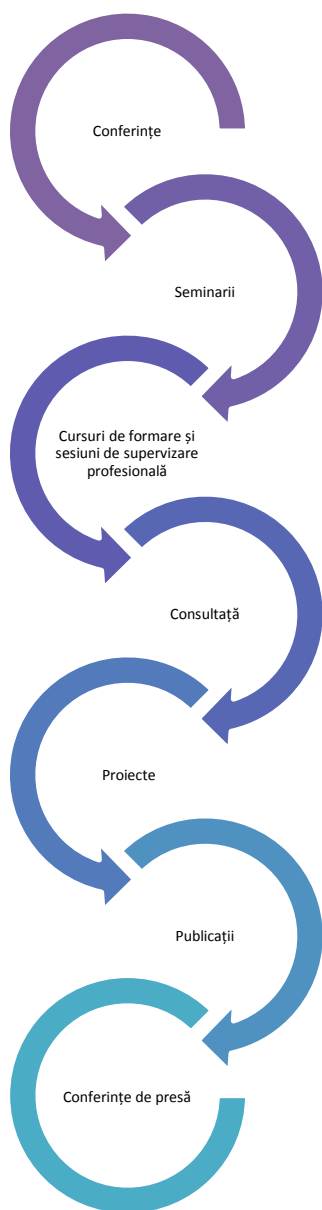 Conferințe
Seminarii
Cursuri de formare și
sesiuni de supervizare
profesională
Consultață
Proiecte
Publicații
Conferințe de presă